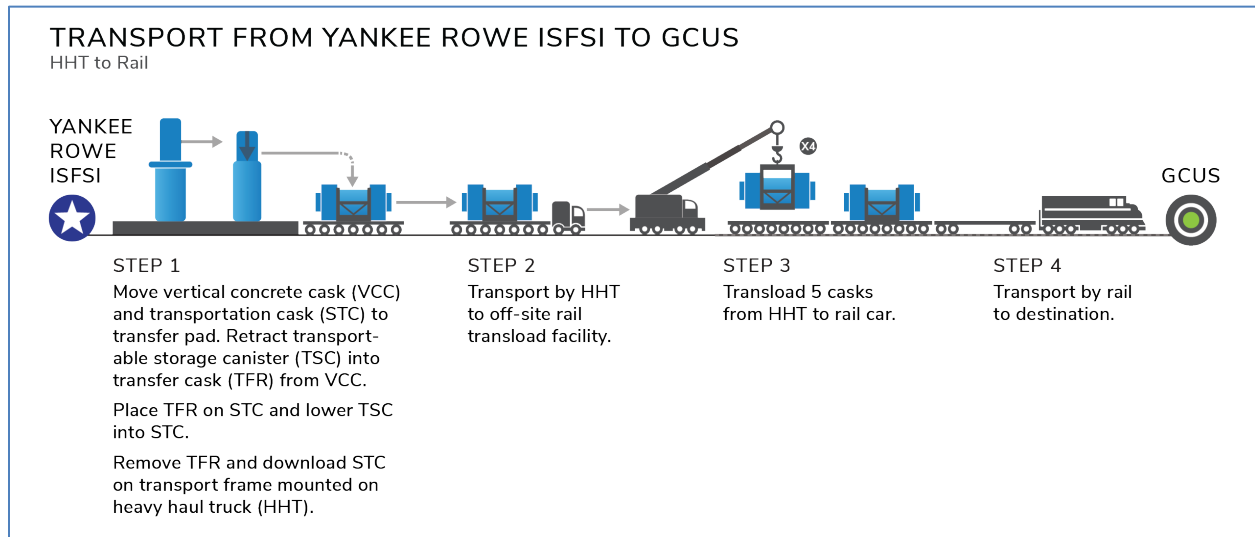 TRANSPORT FROM YANKEE ROWE ISFSI TO GCUS
HHT to Rail
YANKEE
ROWE
ISFSI
X4
GCUS
STEP 1
Move vertical concrete cask (VCC)
and transportation cask (STC) to
transfer pad. Retract transport-
able storage canister (TSC) into
transfer cask (TFR) from VCC.
Place TFR on STC and lower TSC
into STC.
Remove TFR and download STC
on transport frame mounted on
heavy haul truck (HHT).
STEP 2
Transport by HHT
to off-site rail
transload facility.
STEP 3
Transload 5 casks
from HHT to rail car.
STEP 4
Transport by rail
to destination.